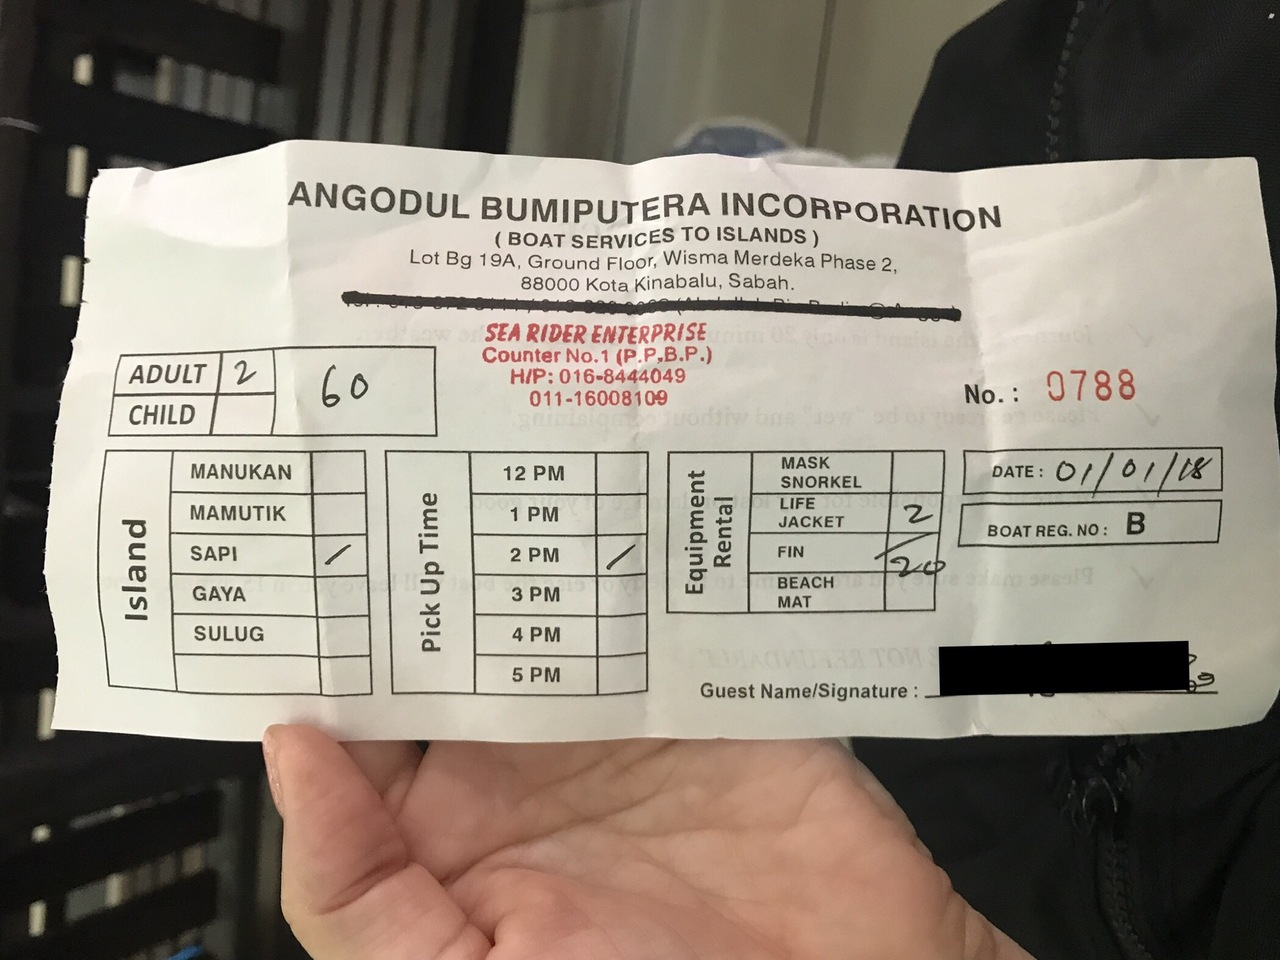 ANGODUL BUMIPUTERA INCORPORATION
( BOAT SERVICES TO ISLANDS )
Lot Bg 19A, Ground Floor, Wisma Merdeka Phase 2,
88000 Kota Kinabalu, Sabah.
SEA RIDER ENTERPRISE
Counter No.1 (P.P.B.P.)
H/P: 016-8444049
011-16008109
ADULT 2 60
CHILD
No. : 0788
Island
MANUKAN
MAMUTIK
SAPI /
GAYA
SULUG
Pick Up Time
12 PM
1 PM
2 PM /
3 PM
4 PM
5 PM
Equipment
Rental
MASK
SNORKEL
LIFE
JACKET 2
FIN
20
BEACH
MAT
DATE : 01/01/18
BOAT REG. NO : B
Guest Name/Signature :